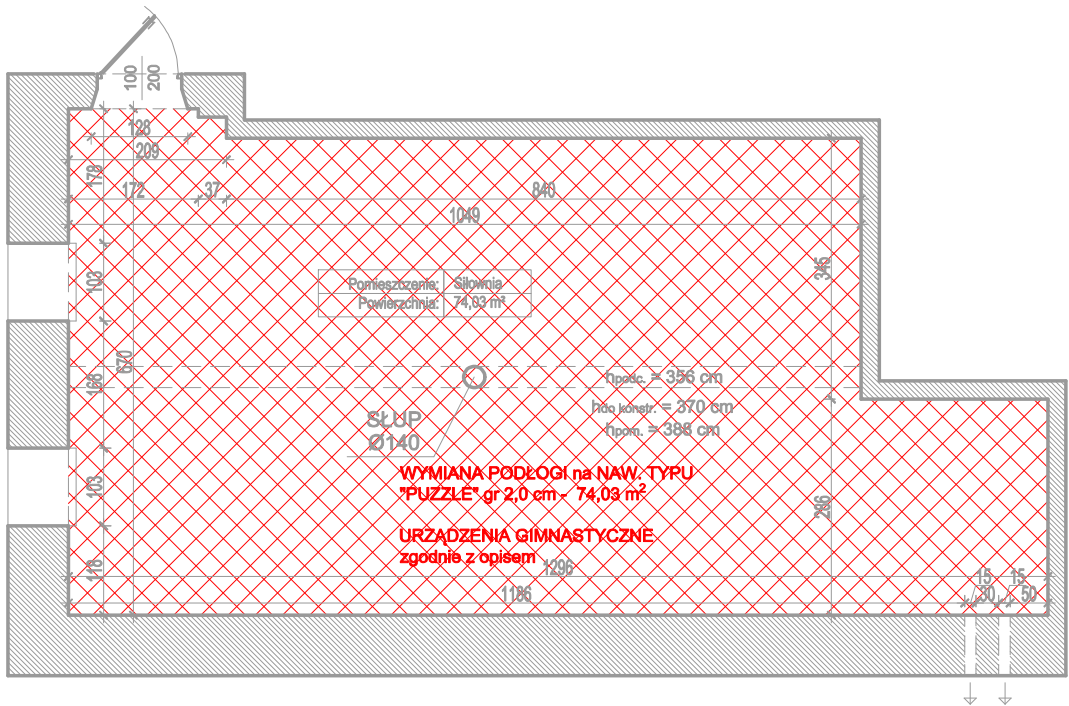 100
200
128
209
178
172
37
840
1049
103
345
Pomieszczenie: Siłownia
Powierzchnia: 74,03 m²
670
168
hpodc. = 356 cm
hdo konstr. = 370 cm
hpom. = 388 cm
SŁUP
Ø140
WYMIANA PODŁOGI na NAW. TYPU
"PUZZLE" gr 2,0 cm - 74,03 m²
103
286
URZĄDZENIA GIMNASTYCZNE
zgodnie z opisem
118
1296
15 15
1186
30 50